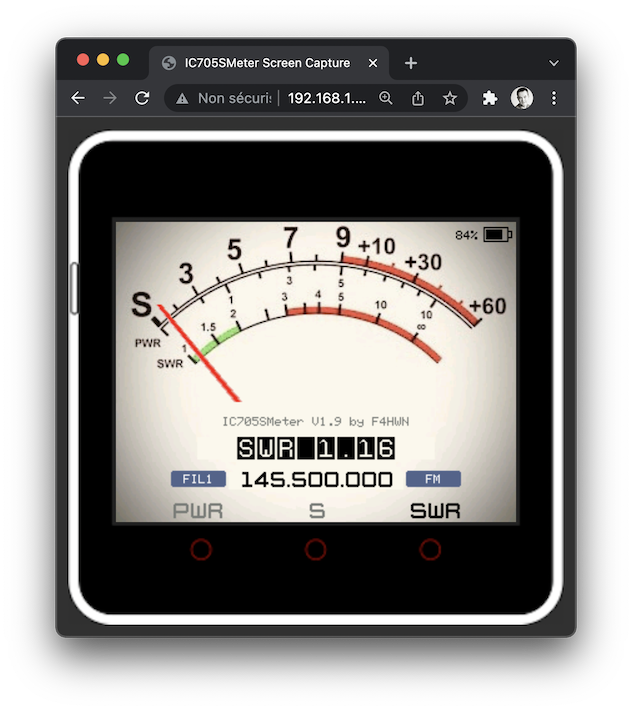 IC705SMeter Screen Capture
Non sécuris
192.168.1....
84%
S 3 5 7 9 +10 +30 +60
PWR 1 3 5 10
SWR 1 1.5 2 3 4 5 10 ∞
IC705SMeter V1.9 by F4HWN
SWR 1.16
FIL1 145.500.000 FM
PWR S SWR